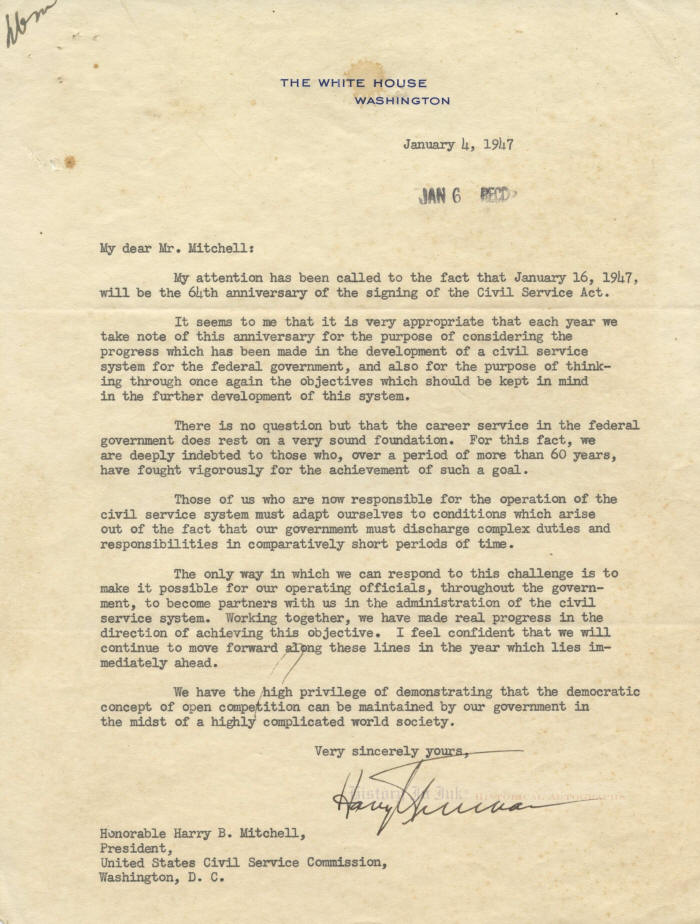 hbm
THE WHITE HOUSE
WASHINGTON
January 4, 1947
JAN 6 RECD
My dear Mr. Mitchell:
My attention has been called to the fact that January 16, 1947,
will be the 64th anniversary of the signing of the Civil Service Act.
It seems to me that it is very appropriate that each year we
take note of this anniversary for the purpose of considering the
progress which has been made in the development of a civil service
system for the federal government, and also for the purpose of think-
ing through once again the objectives which should be kept in mind
in the further development of this system.
There is no question but that the career service in the federal
government does rest on a very sound foundation. For this fact, we
are deeply indebted to those who, over a period of more than 60 years,
have fought vigorously for the achievement of such a goal.
Those of us who are now responsible for the operation of the
civil service system must adapt ourselves to conditions which arise
out of the fact that our government must discharge complex duties and
responsibilities in comparatively short periods of time.
The only way in which we can respond to this challenge is to
make it possible for our operating officials, throughout the govern-
ment, to become partners with us in the administration of the civil
service system. Working together, we have made real progress in the
direction of achieving this objective. I feel confident that we will
continue to move forward along these lines in the year which lies im-
mediately ahead.
We have the high privilege of demonstrating that the democratic
concept of open competition can be maintained by our government in
the midst of a highly complicated world society.
Very sincerely yours,
Harry Truman
History In Ink HISTORICAL AUTOGRAPHS
Honorable Harry B. Mitchell,
President,
United States Civil Service Commission,
Washington, D. C.